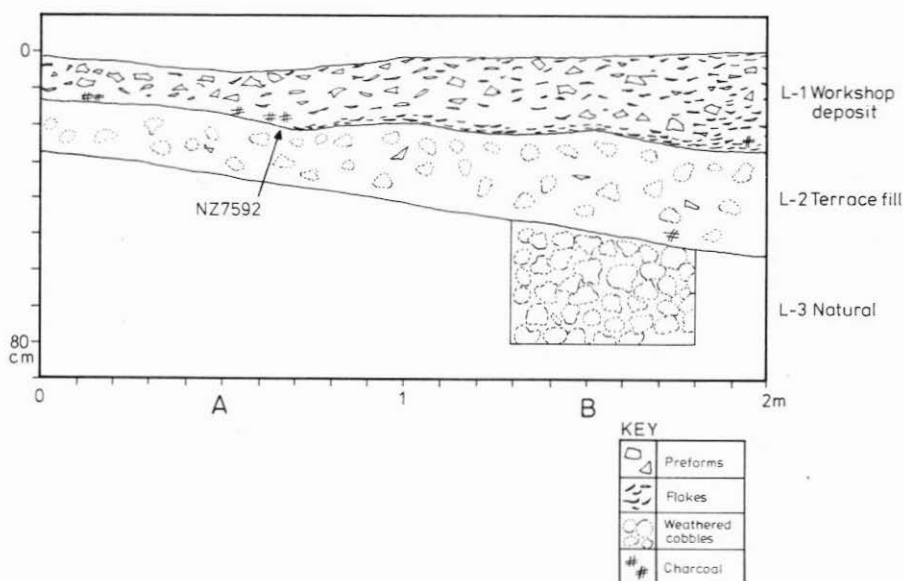 0
L-1 Workshop
deposit
NZ7592
L-2 Terrace fill
L-3 Natural
80
cm
0
A
1
B
2m
KEY
Preforms
Flakes
Weathered
cobbles
Charcoal